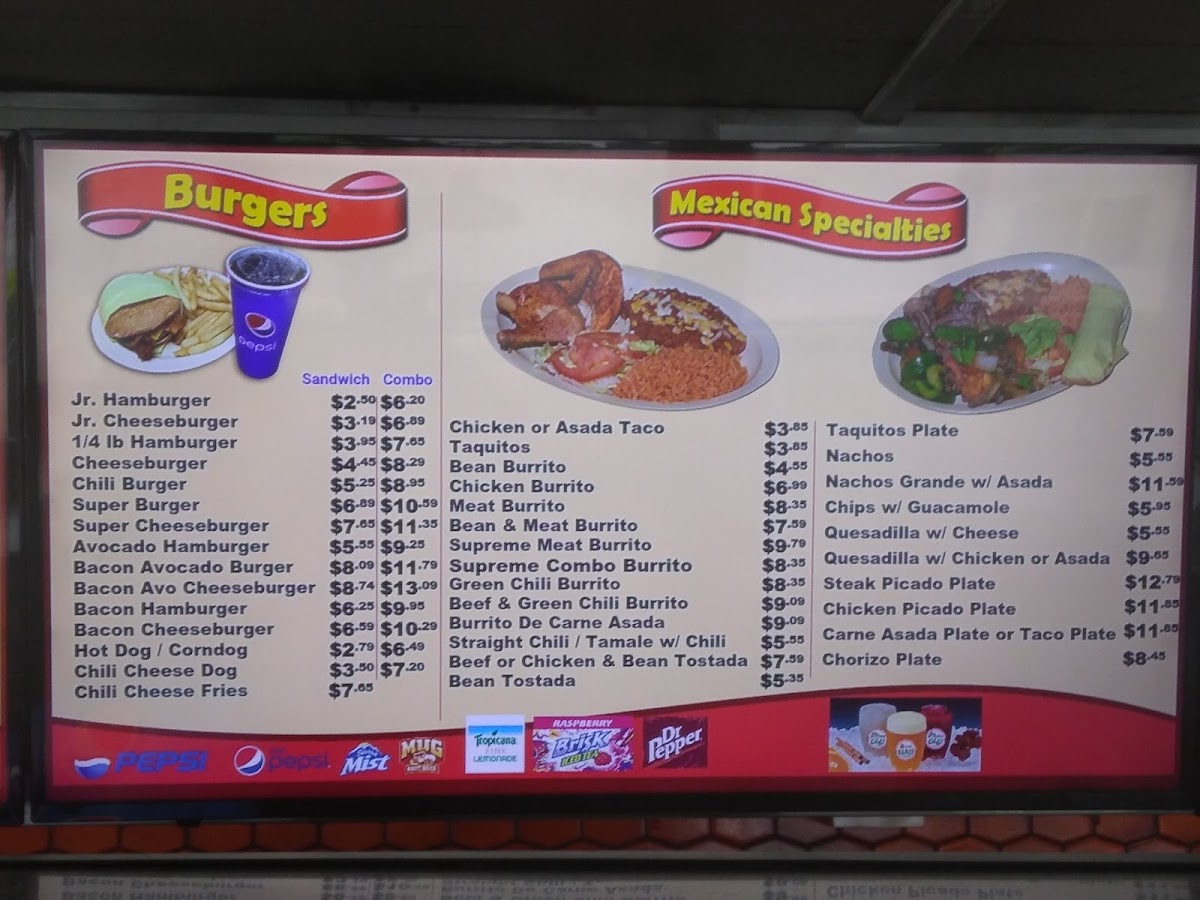 Burgers
pepsi
Sandwich Combo
Jr. Hamburger $2.50 $6.20
Jr. Cheeseburger $3.19 $6.89
1/4 lb Hamburger $3.95 $7.65
Cheeseburger $4.45 $8.29
Chili Burger $5.25 $8.95
Super Burger $6.89 $10.59
Super Cheeseburger $7.65 $11.35
Avocado Hamburger $5.55 $9.25
Bacon Avocado Burger $8.09 $11.79
Bacon Avo Cheeseburger $8.74 $13.09
Bacon Hamburger $6.25 $9.95
Bacon Cheeseburger $6.59 $10.29
Hot Dog / Corndog $2.79 $6.49
Chili Cheese Dog $3.50 $7.20
Chili Cheese Fries $7.65
Mexican Specialties
Chicken or Asada Taco $3.85
Taquitos $3.85
Bean Burrito $4.55
Chicken Burrito $6.99
Meat Burrito $8.35
Bean & Meat Burrito $7.59
Supreme Meat Burrito $9.79
Supreme Combo Burrito $8.35
Green Chili Burrito $8.35
Beef & Green Chili Burrito $9.09
Burrito De Carne Asada $9.09
Straight Chili / Tamale w/ Chili $5.55
Beef or Chicken & Bean Tostada $7.59
Bean Tostada $5.35
Taquitos Plate $7.59
Nachos $5.55
Nachos Grande w/ Asada $11.59
Chips w/ Guacamole $5.95
Quesadilla w/ Cheese $5.55
Quesadilla w/ Chicken or Asada $9.65
Steak Picado Plate $12.79
Chicken Picado Plate $11.85
Carne Asada Plate or Taco Plate $11.85
Chorizo Plate $8.45
PEPSI
pepsi
Mist
MUG
ROOT BEER
Tropicana
LEMONADE
RASPBERRY
Brisk
ICED TEA
Dr Pepper